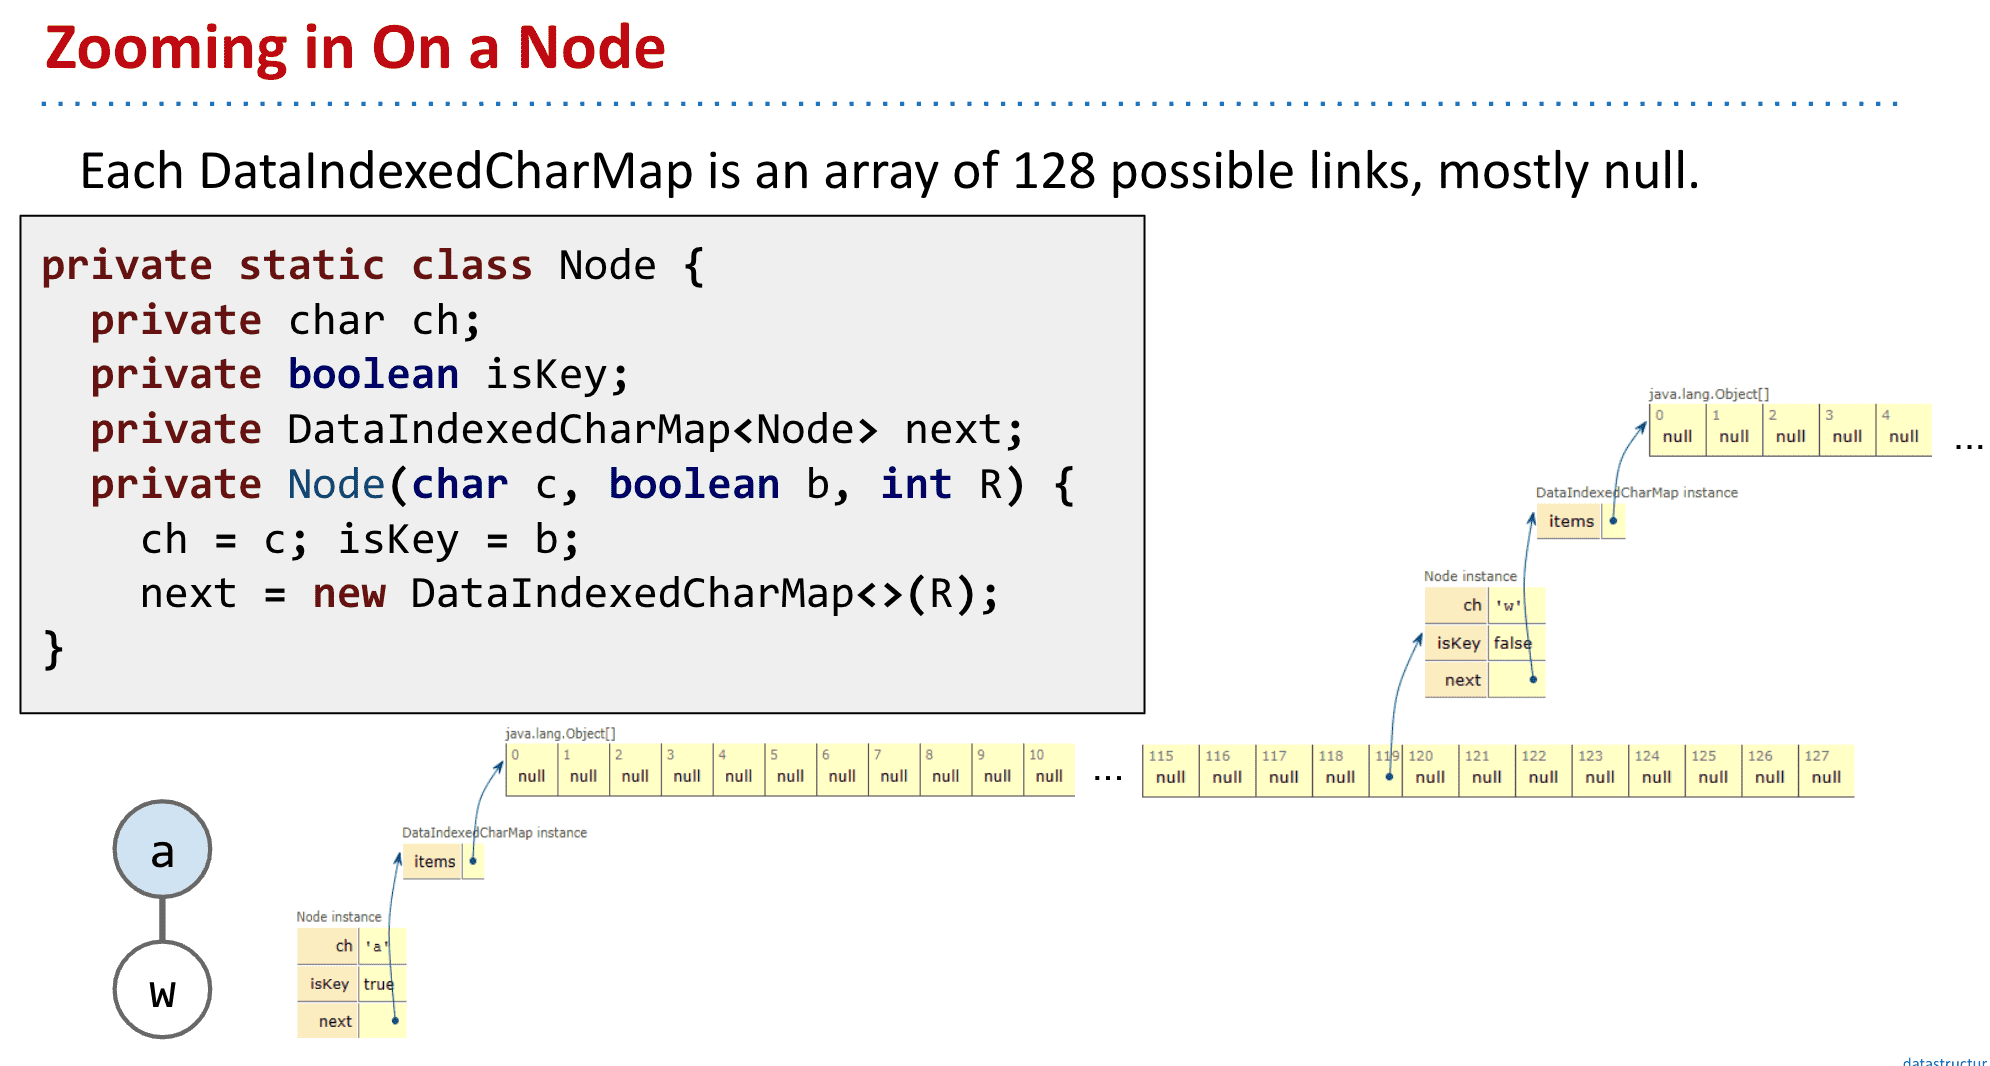 Zooming in On a Node
Each DataIndexedCharMap is an array of 128 possible links, mostly null.
private static class Node {
private char ch;
private boolean isKey;
private DataIndexedCharMap<Node> next;
private Node(char c, boolean b, int R) {
ch = c; isKey = b;
next = new DataIndexedCharMap<>(R);
}
java.lang.Object[]
0 1 2 3 4
null null null null null ...
DataIndexedCharMap instance
items
Node instance
ch 'w'
isKey false
next
java.lang.Object[]
0 1 2 3 4 5 6 7 8 9 10
null null null null null null null null null null null ...
115 116 117 118 119 120 121 122 123 124 125 126 127
null null null null null null null null null null null null
DataIndexedCharMap instance
items
Node instance
ch 'a'
isKey true
next
a
w
datastructur